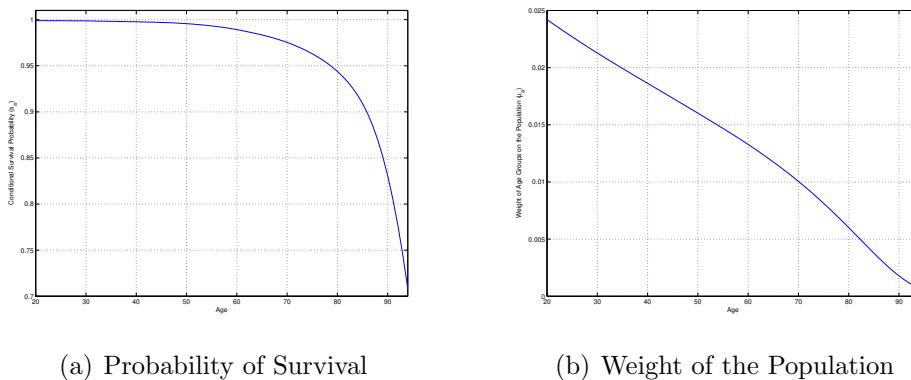 1
0.95
0.9
0.85
0.8
0.75
0.7
20 30 40 50 60 70 80 90
Age
Conditional Survival Probability (s_a)
0.025
0.02
0.015
0.01
0.005
0
20 30 40 50 60 70 80 90
Age
Weight of Age Groups on the Population (μ_a)
(a) Probability of Survival
(b) Weight of the Population